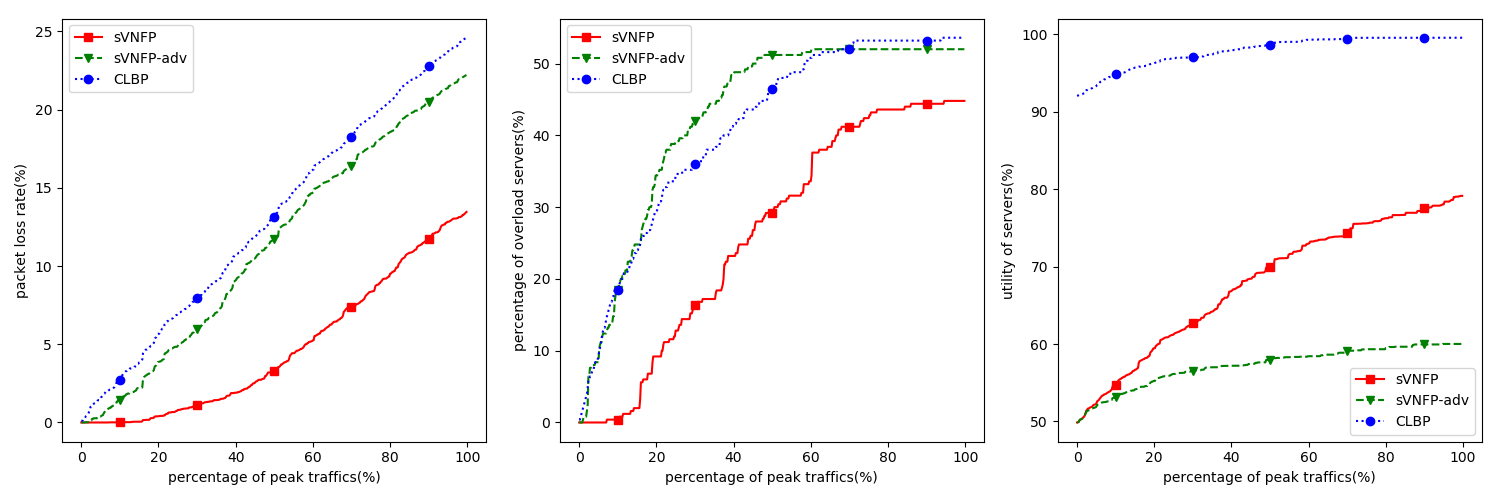 25
20
15
10
5
0
packet loss rate(%)
sVNFP
sVNFP-adv
CLBP
0 20 40 60 80 100
percentage of peak traffics(%)
50
40
30
20
10
0
percentage of overload servers(%)
sVNFP
sVNFP-adv
CLBP
0 20 40 60 80 100
percentage of peak traffics(%)
100
90
80
70
60
50
utility of servers(%)
sVNFP
sVNFP-adv
CLBP
0 20 40 60 80 100
percentage of peak traffics(%)